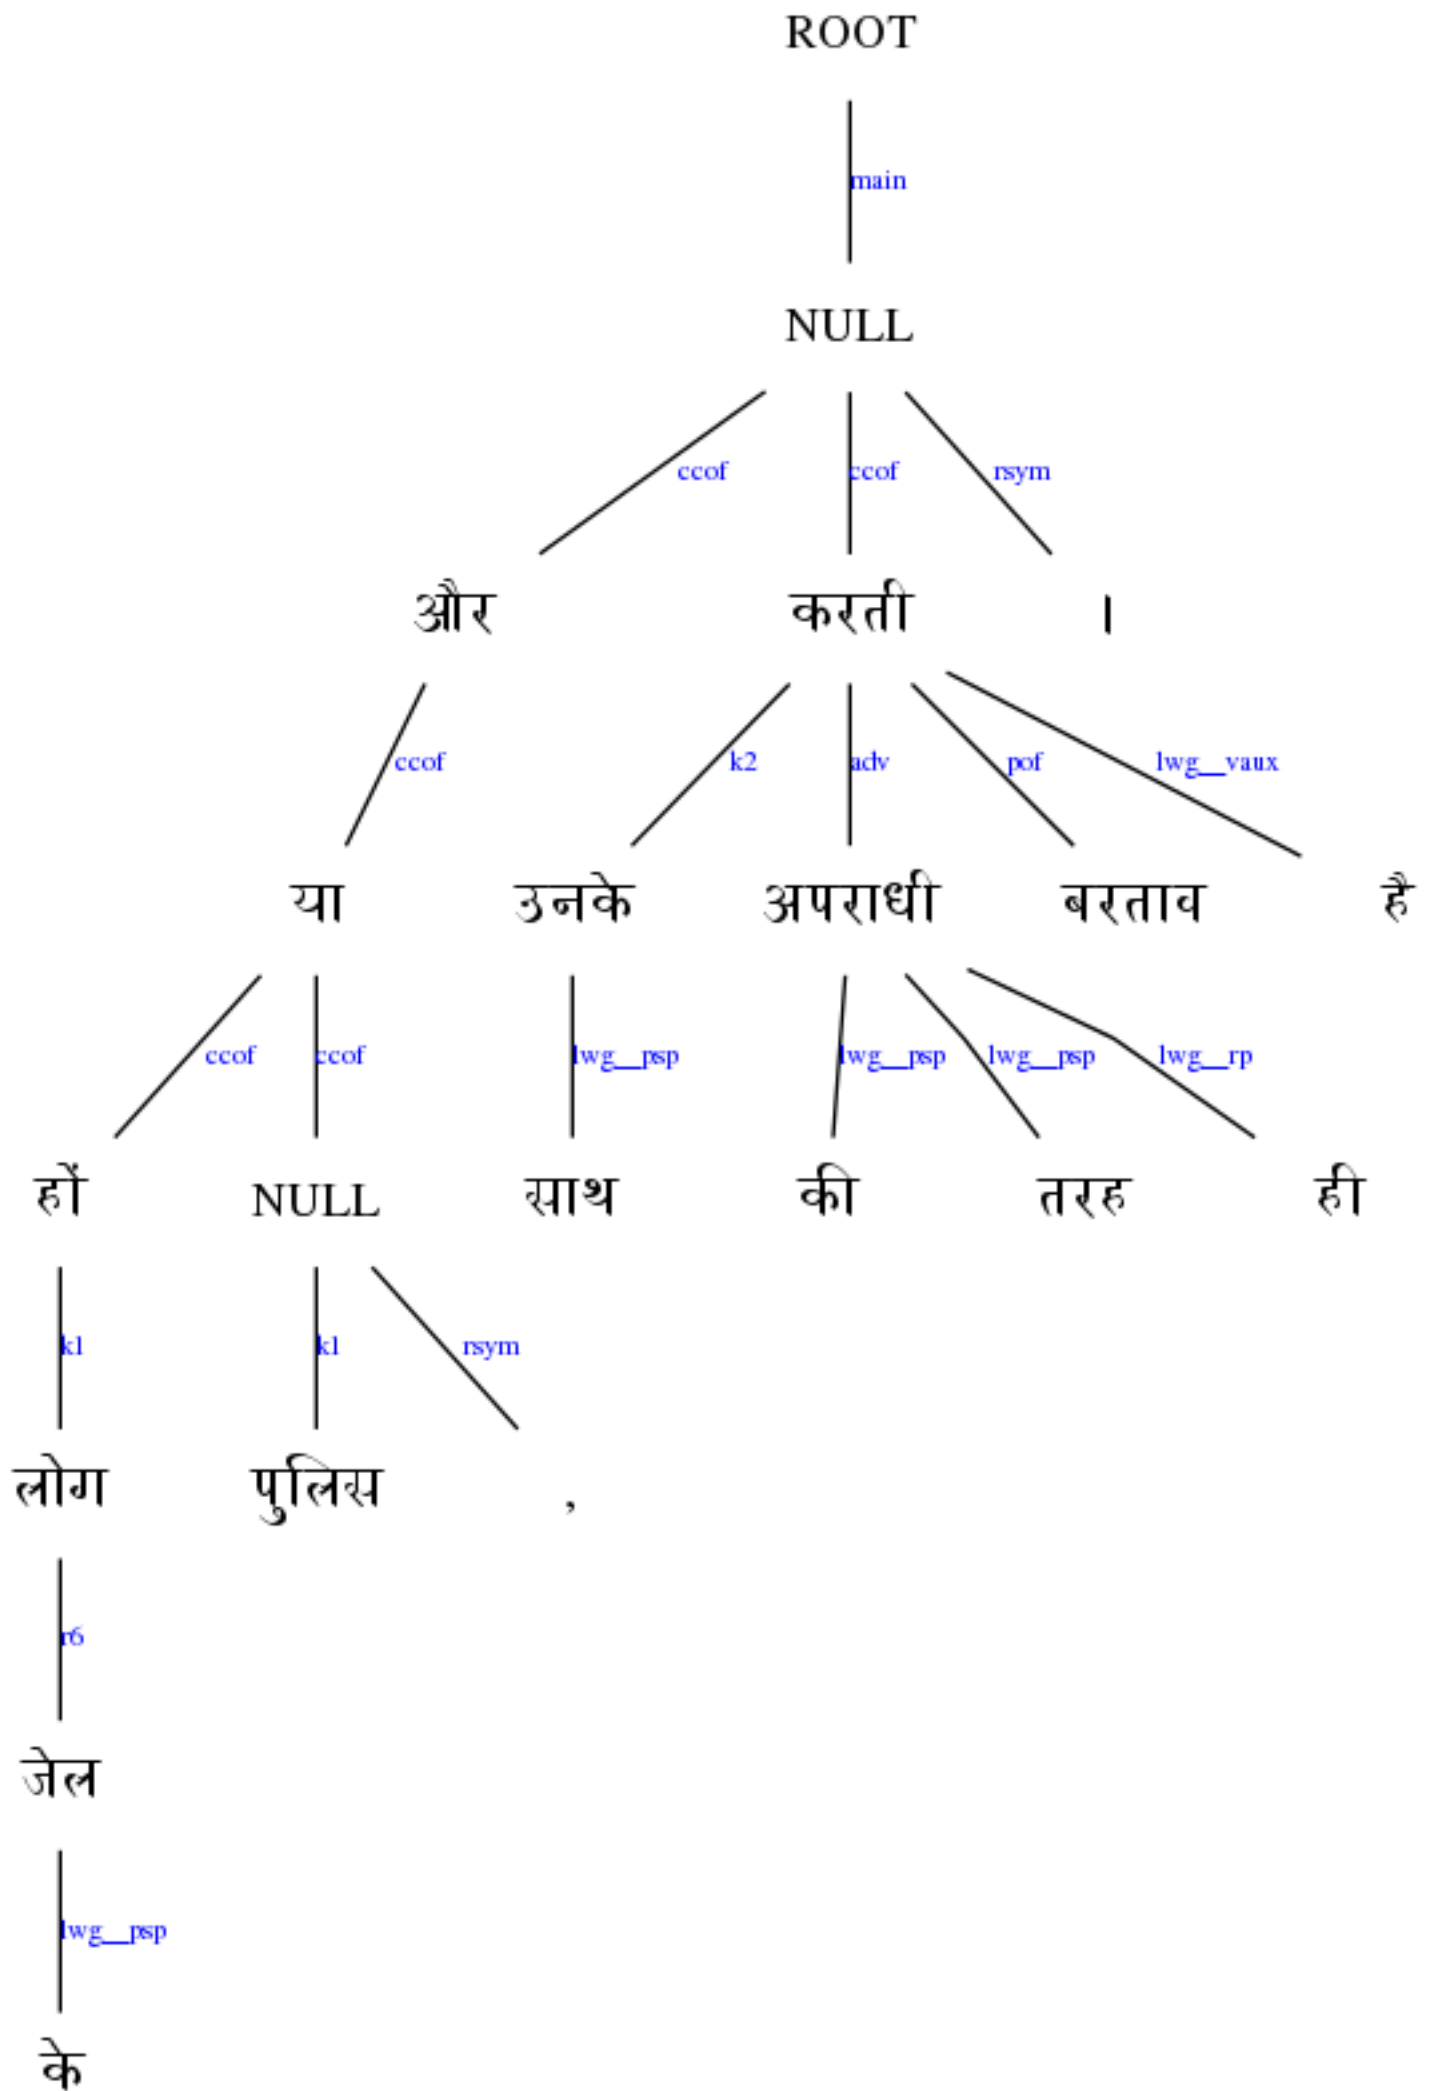 ROOT
main
NULL
ccof ccof rsym
और करती ।
ccof k2 adv pof lwg__vaux
या उनके अपराधी बरताव है
ccof ccof lwg__psp lwg__psp lwg__psp lwg__rp
हों NULL साथ की तरह ही
k1 k1 rsym
लोग पुलिस ,
r6
जेल
lwg__psp
के